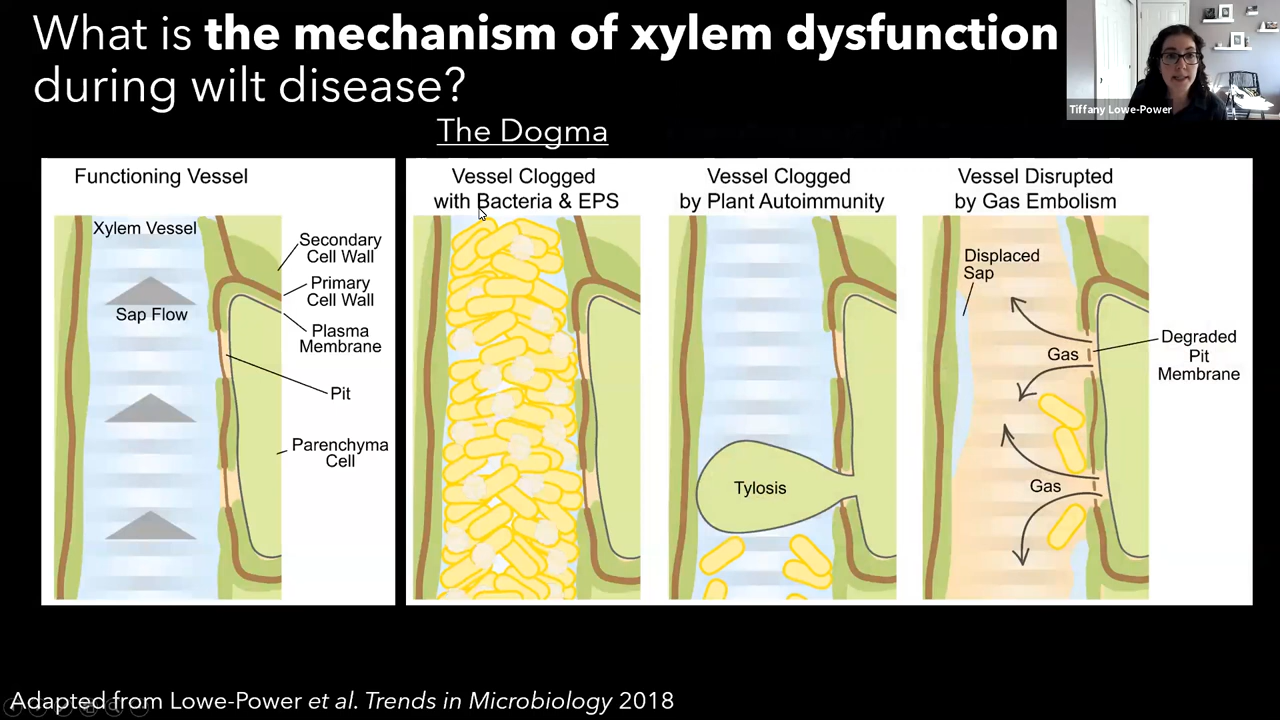 What is the mechanism of xylem dysfunction
during wilt disease?
Tiffany Lowe-Power
The Dogma
Functioning Vessel
Xylem Vessel
Sap Flow
Secondary
Cell Wall
Primary
Cell Wall
Plasma
Membrane
Pit
Parenchyma
Cell
Vessel Clogged
with Bacteria & EPS
Vessel Clogged
by Plant Autoimmunity
Tylosis
Vessel Disrupted
by Gas Embolism
Displaced
Sap
Gas
Gas
Degraded
Pit
Membrane
Adapted from Lowe-Power et al. Trends in Microbiology 2018